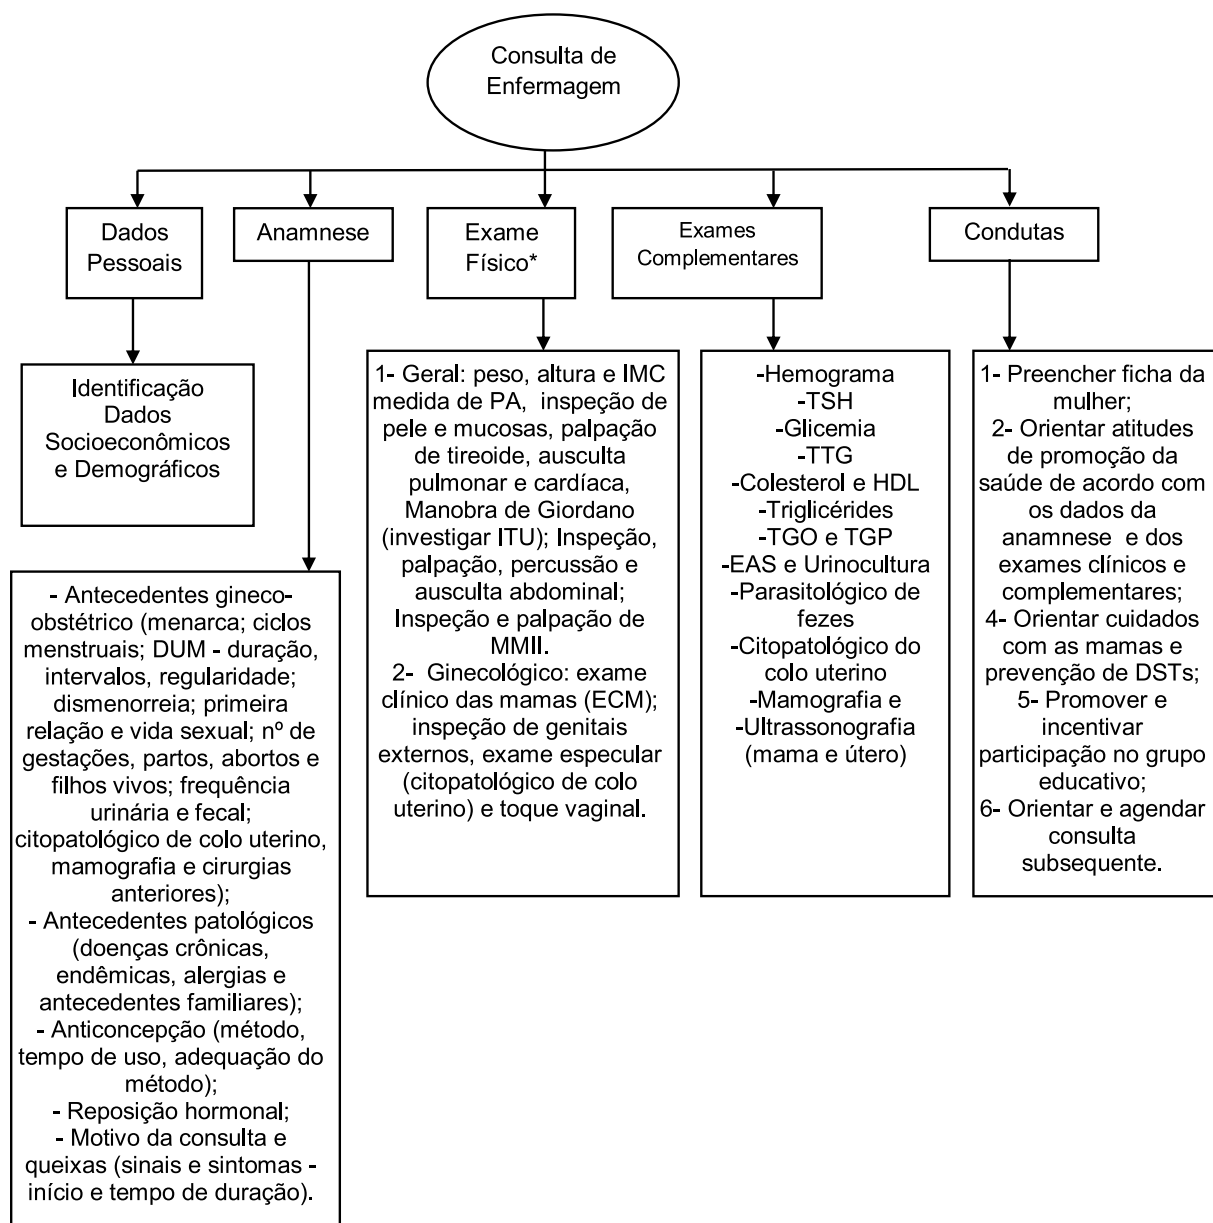 Consulta de
Enfermagem
Dados
Pessoais
Anamnese
Exame
Físico*
Exames
Complementares
Condutas
Identificação
Dados
Socioeconômicos
e Demográficos
- Antecedentes gineco-
obstétrico (menarca; ciclos
menstruais; DUM - duração,
intervalos, regularidade;
dismenorreia; primeira
relação e vida sexual; nº de
gestações, partos, abortos e
filhos vivos; frequência
urinária e fecal;
citopatológico de colo uterino,
mamografia e cirurgias
anteriores);
- Antecedentes patológicos
(doenças crônicas,
endêmicas, alergias e
antecedentes familiares);
- Anticoncepção (método,
tempo de uso, adequação do
método);
- Reposição hormonal;
- Motivo da consulta e
queixas (sinais e sintomas -
início e tempo de duração).
1- Geral: peso, altura e IMC
medida de PA, inspeção de
pele e mucosas, palpação
de tireoide, ausculta
pulmonar e cardíaca,
Manobra de Giordano
(investigar ITU); Inspeção,
palpação, percussão e
ausculta abdominal;
Inspeção e palpação de
MMII.
2- Ginecológico: exame
clínico das mamas (ECM);
inspeção de genitais
externos, exame especular
(citopatológico de colo
uterino) e toque vaginal.
-Hemograma
-TSH
-Glicemia
-TTG
-Colesterol e HDL
-Triglicérides
-TGO e TGP
-EAS e Urinocultura
-Parasitológico de
fezes
-Citopatológico do
colo uterino
-Mamografia e
-Ultrassonografia
(mama e útero)
1- Preencher ficha da
mulher;
2- Orientar atitudes
de promoção da
saúde de acordo com
os dados da
anamnese e dos
exames clínicos e
complementares;
4- Orientar cuidados
com as mamas e
prevenção de DSTs;
5- Promover e
incentivar
participação no grupo
educativo;
6- Orientar e agendar
consulta
subsequente.